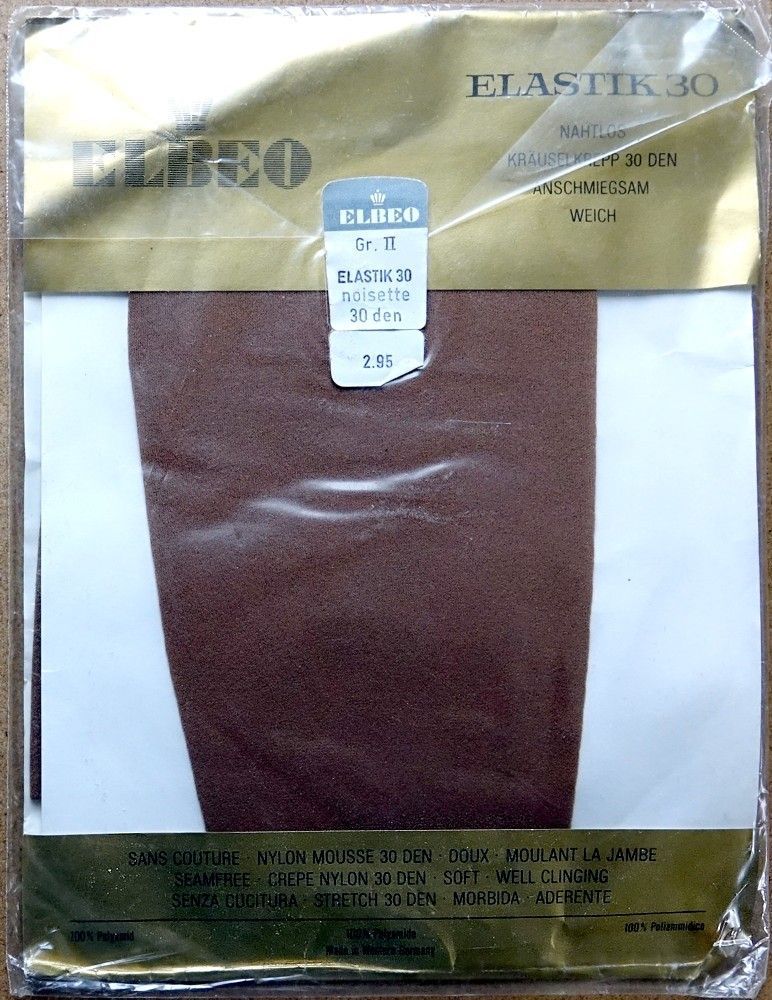 ELBEO
ELASTIK 30
NAHTLOS
KRÄUSELKREPP 30 DEN
ANSCHMIEGSAM
WEICH
ELBEO
Gr. II
ELASTIK 30
noisette
30 den
2.95
SANS COUTURE · NYLON MOUSSE 30 DEN · DOUX · MOULANT LA JAMBE
SEAMFREE · CREPE NYLON 30 DEN · SOFT · WELL CLINGING
SENZA CUCITURA · STRETCH 30 DEN · MORBIDA · ADERENTE
100% Polyamid 100% Polyamide 100% Poliammidica
Made in Western Germany